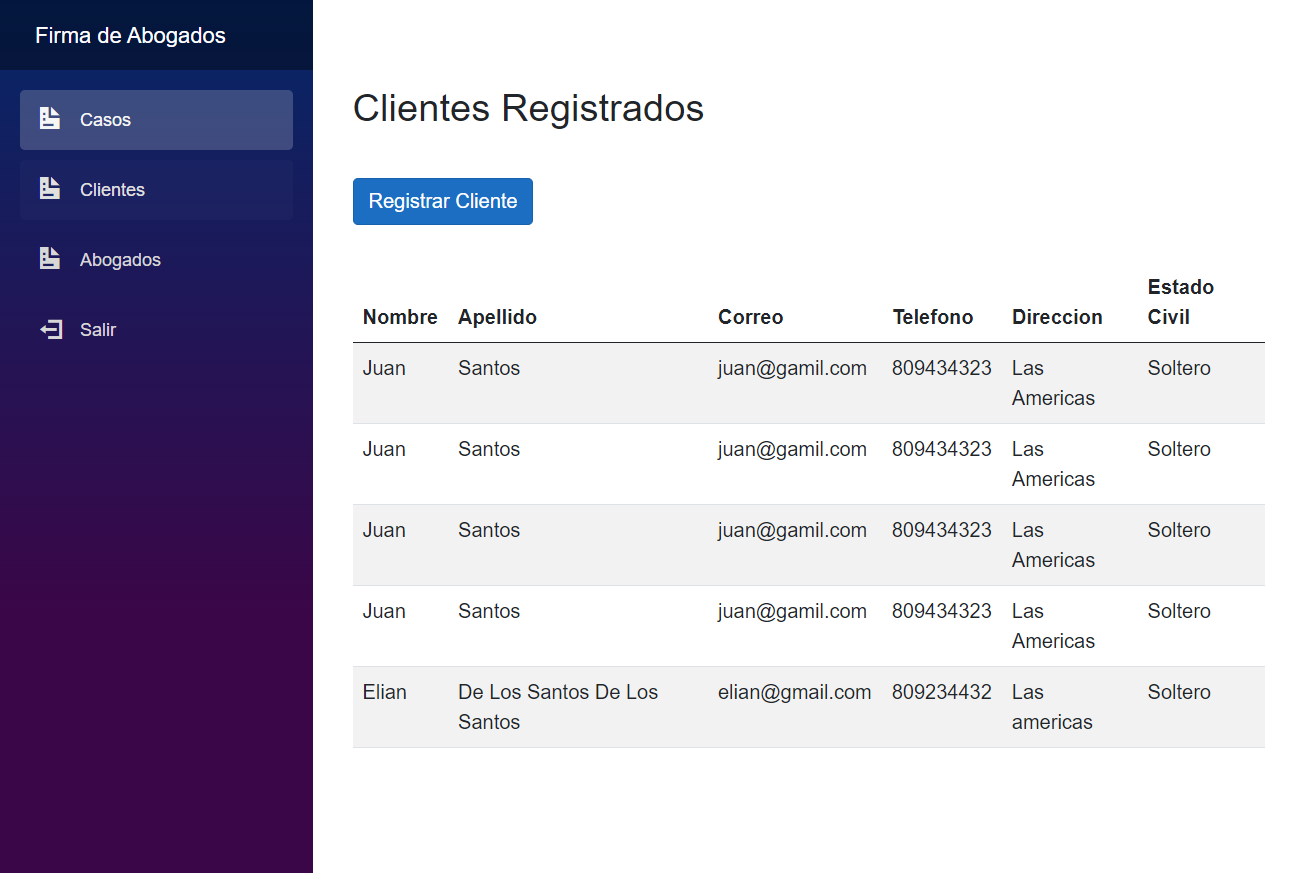 Firma de Abogados
Casos
Clientes
Abogados
Salir
Clientes Registrados
Registrar Cliente
Nombre Apellido Correo Telefono Direccion Estado Civil
Juan Santos juan@gamil.com 809434323 Las Americas Soltero
Juan Santos juan@gamil.com 809434323 Las Americas Soltero
Juan Santos juan@gamil.com 809434323 Las Americas Soltero
Juan Santos juan@gamil.com 809434323 Las Americas Soltero
Elian De Los Santos De Los Santos elian@gmail.com 809234432 Las americas Soltero